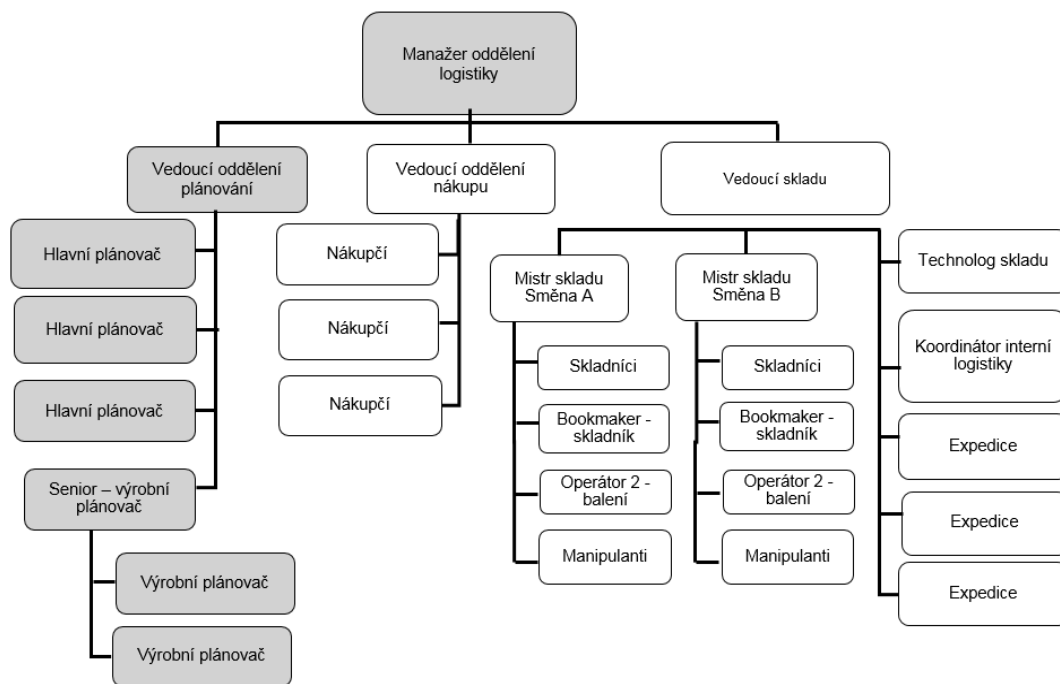 Manažer oddělení
logistiky
Vedoucí oddělení
plánování
Vedoucí oddělení
nákupu
Vedoucí skladu
Hlavní plánovač
Hlavní plánovač
Hlavní plánovač
Senior – výrobní
plánovač
Výrobní plánovač
Výrobní plánovač
Nákupčí
Nákupčí
Nákupčí
Mistr skladu
Směna A
Skladníci
Bookmaker -
skladník
Operátor 2 -
balení
Manipulanti
Mistr skladu
Směna B
Skladníci
Bookmaker -
skladník
Operátor 2 -
balení
Manipulanti
Technolog skladu
Koordinátor interní
logistiky
Expedice
Expedice
Expedice